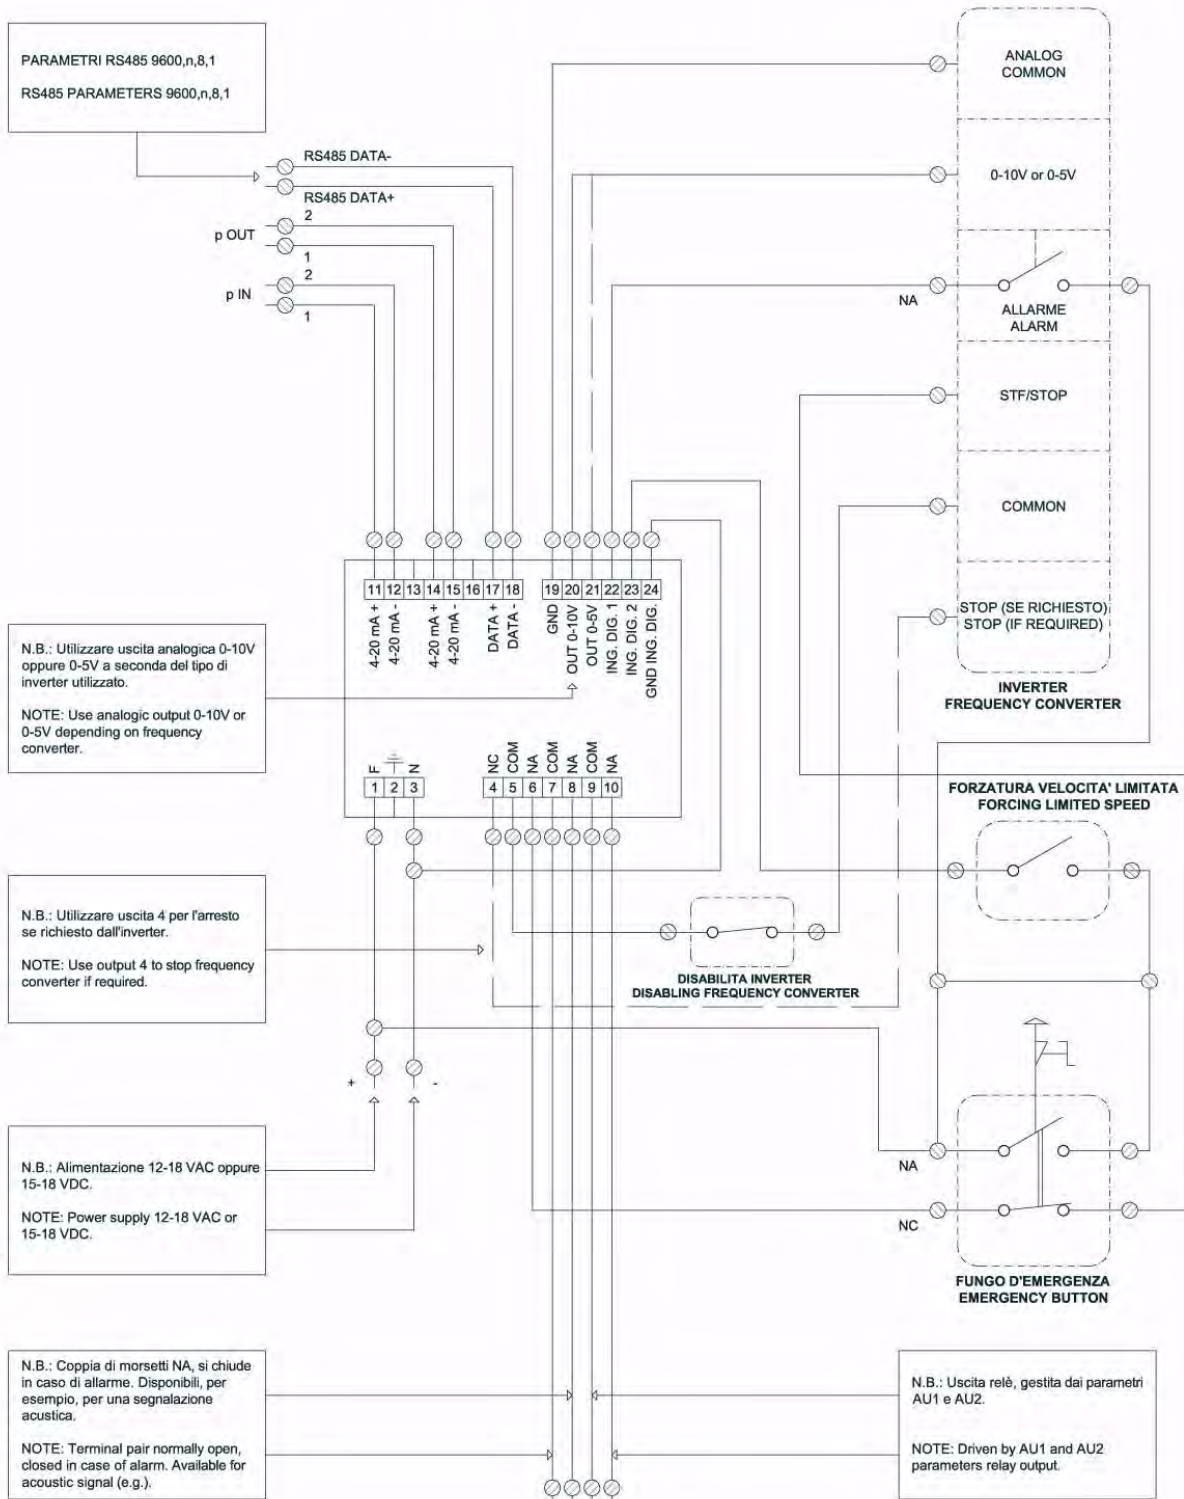 PARAMETRI RS485 9600,n,8,1
RS485 PARAMETERS 9600,n,8,1
RS485 DATA-
RS485 DATA+
p OUT
2
1
p IN
2
1
ANALOG
COMMON
0-10V or 0-5V
NA
ALLARME
ALARM
STF/STOP
COMMON
STOP (SE RICHIESTO)
STOP (IF REQUIRED)
INVERTER
FREQUENCY CONVERTER
11 12 13 14 15 16 17 18
19 20 21 22 23 24
4-20 mA +
4-20 mA -
4-20 mA +
4-20 mA -
DATA +
DATA -
GND
OUT 0-10V
OUT 0-5V
ING. DIG. 1
ING. DIG. 2
GND ING. DIG.
N.B.: Utilizzare uscita analogica 0-10V
oppure 0-5V a seconda del tipo di
inverter utilizzato.
NOTE: Use analogic output 0-10V or
0-5V depending on frequency
converter.
F
N
1 2 3
NC
COM
NA
COM
NA
COM
NA
4 5 6 7 8 9 10
FORZATURA VELOCITA' LIMITATA
FORCING LIMITED SPEED
N.B.: Utilizzare uscita 4 per l'arresto
se richiesto dall'inverter.
NOTE: Use output 4 to stop frequency
converter if required.
DISABILITA INVERTER
DISABLING FREQUENCY CONVERTER
+
-
N.B.: Alimentazione 12-18 VAC oppure
15-18 VDC.
NOTE: Power supply 12-18 VAC or
15-18 VDC.
NA
NC
FUNGO D'EMERGENZA
EMERGENCY BUTTON
N.B.: Coppia di morsetti NA, si chiude
in caso di allarme. Disponibili, per
esempio, per una segnalazione
acustica.
NOTE: Terminal pair normally open,
closed in case of alarm. Available for
acoustic signal (e.g.).
N.B.: Uscita relè, gestita dai parametri
AU1 e AU2.
NOTE: Driven by AU1 and AU2
parameters relay output.